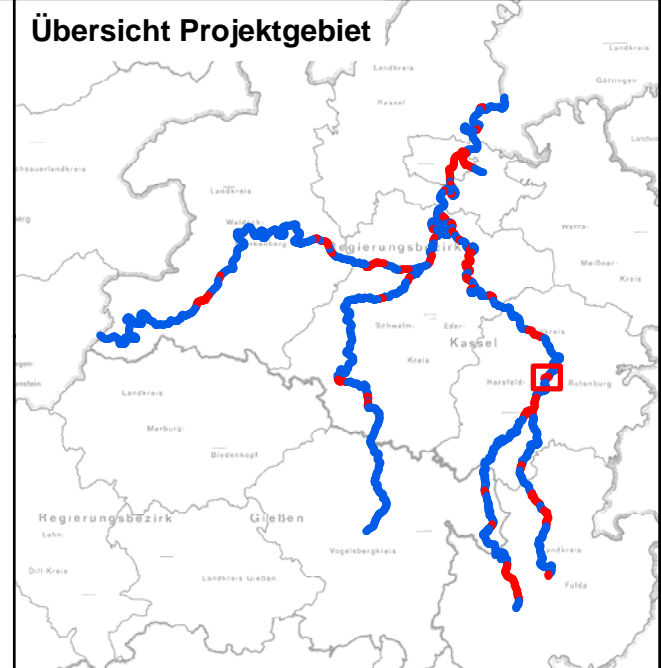 Übersicht Projektgebiet
Landkreis
Göttingen
Landkreis
Kassel
Landkreis
Waldeck-
Regierungsbezirk
Werra-
Meißner-
Kreis
Schwalm-
Eder-
Kreis
Kassel
Hersfeld-
Rotenburg
Landkreis
Marburg-
Biedenkopf
Regierungsbezirk
Gießen
Lahn-
Dill-Kreis
Landkreis Gießen
Vogelsbergkreis
Landkreis
Fulda